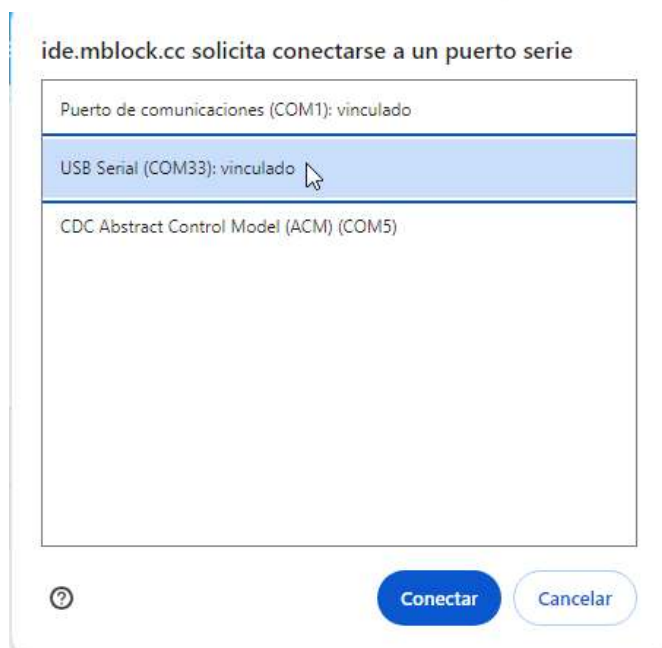 ide.mblock.cc solicita conectarse a un puerto serie
Puerto de comunicaciones (COM1): vinculado
USB Serial (COM33): vinculado
CDC Abstract Control Model (ACM) (COM5)
Conectar
Cancelar